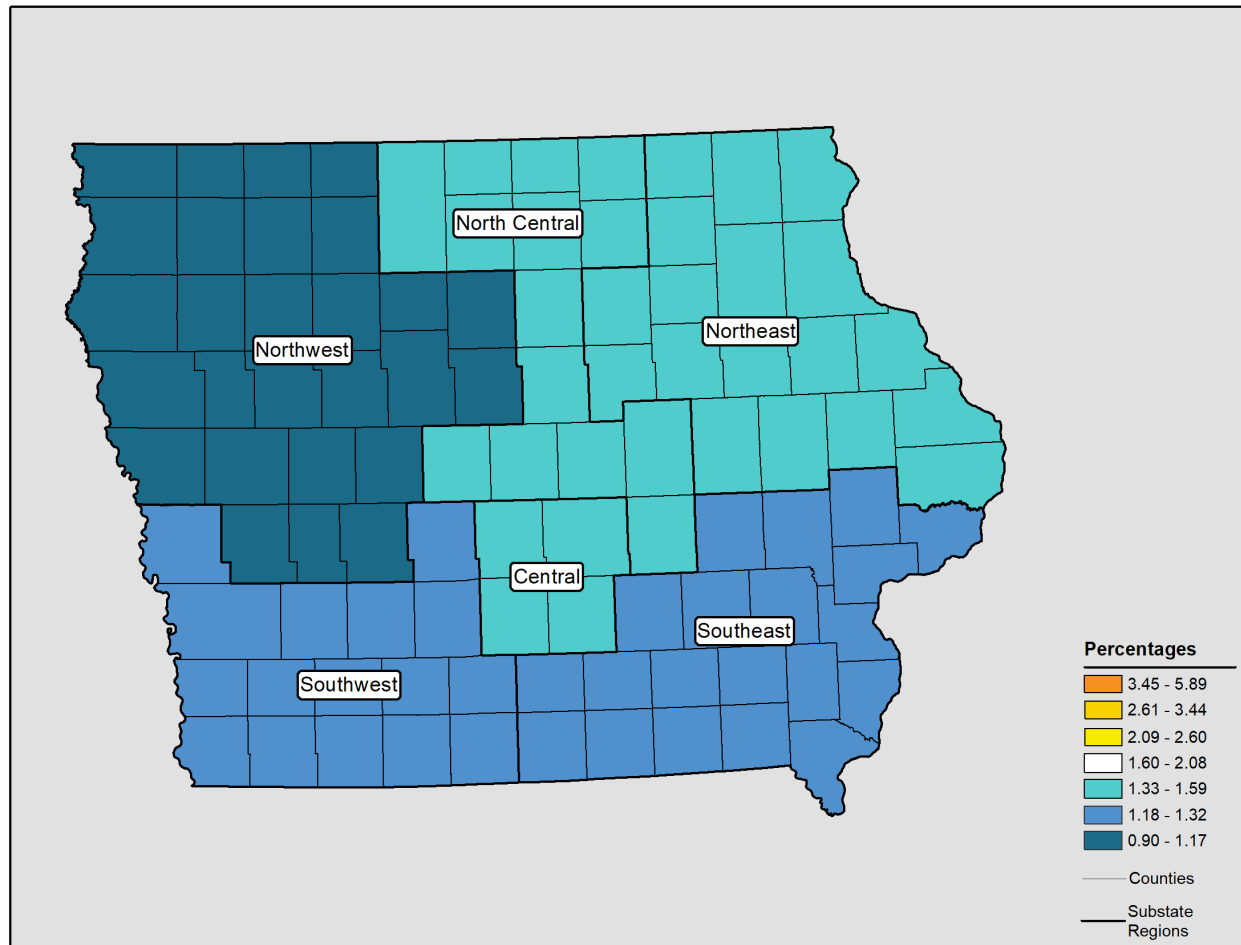 North Central
Northeast
Northwest
Central
Southeast
Southwest
Percentages
3.45 - 5.89
2.61 - 3.44
2.09 - 2.60
1.60 - 2.08
1.33 - 1.59
1.18 - 1.32
0.90 - 1.17
Counties
Substate
Regions